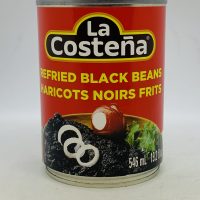 La
Costeña
REFRIED BLACK BEANS
HARICOTS NOIRS FRITS
546 mL